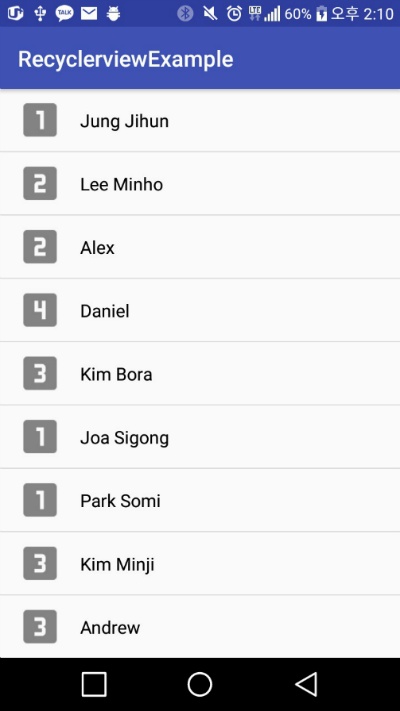 TALK LTE 60% 오후 2:10
RecyclerviewExample
1 Jung Jihun
2 Lee Minho
2 Alex
4 Daniel
3 Kim Bora
1 Joa Sigong
1 Park Somi
3 Kim Minji
3 Andrew